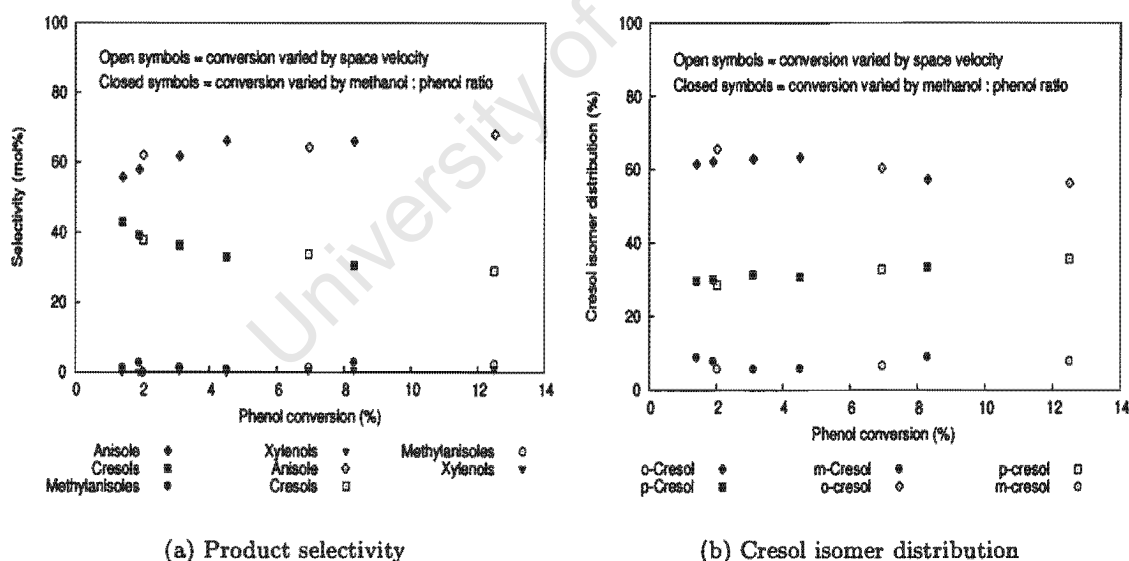 100
80
60
40
20
0
Selectivity (mol%)
Open symbols = conversion varied by space velocity
Closed symbols = conversion varied by methanol : phenol ratio
0 2 4 6 8 10 12 14
Phenol conversion (%)
Anisole Xylenols Methylanisoles
Cresols Anisole Xylenols
Methylanisoles Cresols
(a) Product selectivity
100
80
60
40
20
0
Cresol isomer distribution (%)
Open symbols = conversion varied by space velocity
Closed symbols = conversion varied by methanol : phenol ratio
0 2 4 6 8 10 12 14
Phenol conversion (%)
o-Cresol m-Cresol p-cresol
p-Cresol o-cresol m-cresol
(b) Cresol isomer distribution
University of